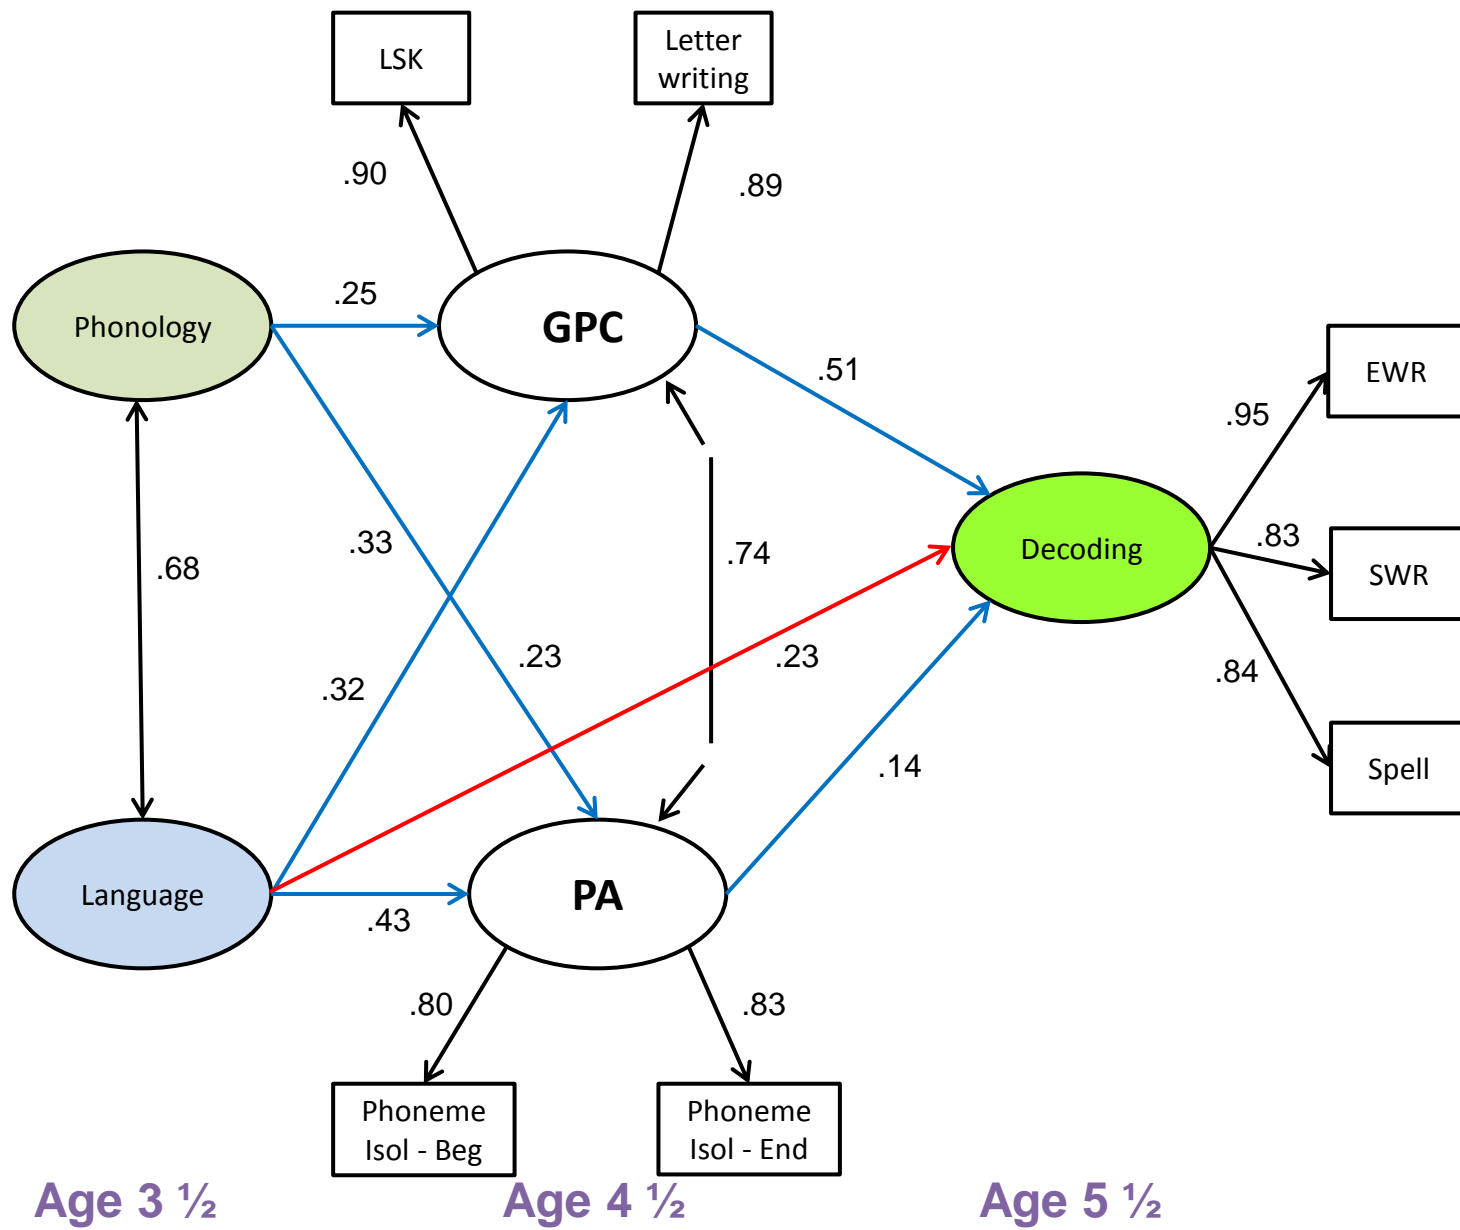 LSK
Letter
writing
.90
.89
.25
Phonology
GPC
.51
EWR
.95
.33
.74
.83
.68
Decoding
SWR
.23
.23
.32
.84
.14
Spell
Language
PA
.43
.80
.83
Phoneme
Isol - Beg
Phoneme
Isol - End
Age 3 ½
Age 4 ½
Age 5 ½